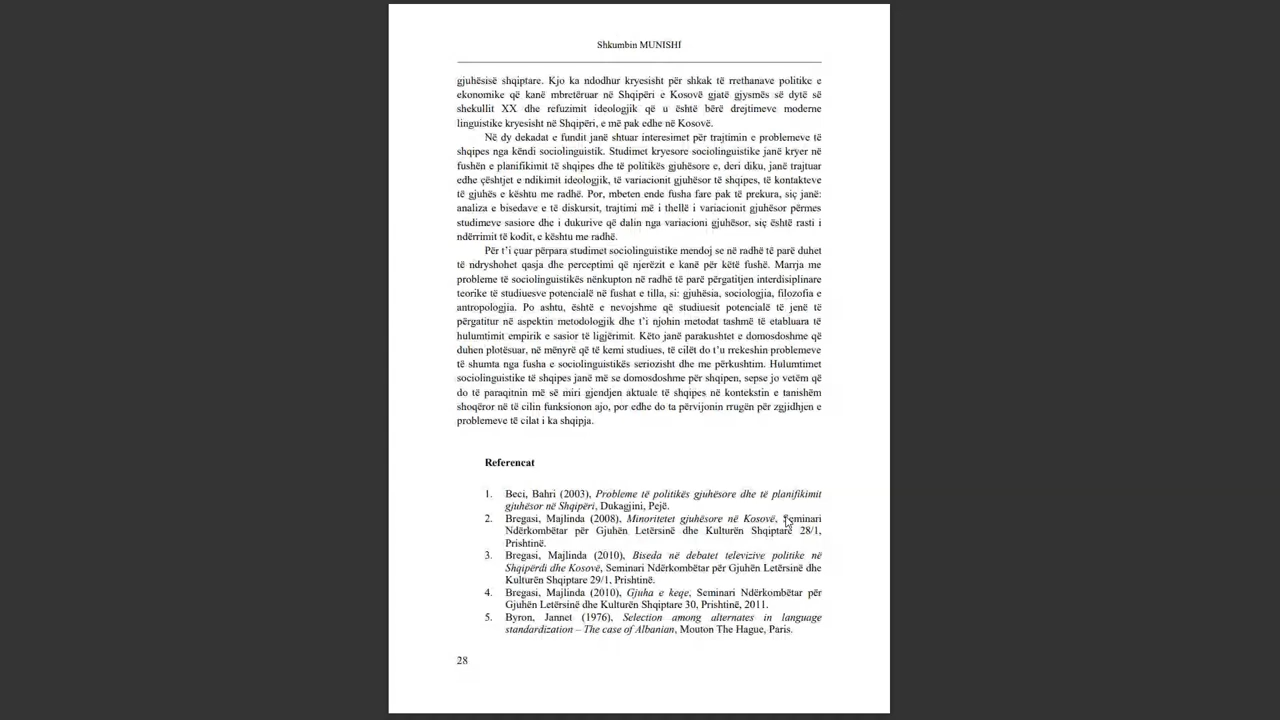 Shkumbin MUNISHI
gjuhësisë shqiptare. Kjo ka ndodhur kryesisht për shkak të rrethanave politike e
ekonomike që kanë mbretëruar në Shqipëri e Kosovë gjatë gjysmës së dytë së
shekullit XX dhe refuzimit ideologjik që u është bërë drejtimeve moderne
linguistike kryesisht në Shqipëri, e më pak edhe në Kosovë.
Në dy dekadat e fundit janë shtuar interesimet për trajtimin e problemeve të
shqipes nga këndi sociolinguistik. Studimet kryesore sociolinguistike janë kryer në
fushën e planifikimit të shqipes dhe të politikës gjuhësore e, deri diku, janë trajtuar
edhe çështjet e ndikimit ideologjik, të variacionit gjuhësor të shqipes, të kontakteve
të gjuhës e kështu me radhë. Por, mbeten ende fusha fare pak të prekura, siç janë:
analiza e bisedave e të diskursit, trajtimi më i thellë i variacionit gjuhësor përmes
studimeve sasiore dhe i dukurive që dalin nga variacioni gjuhësor, siç është rasti i
ndërrimit të kodit, e kështu me radhë.
Për t’i çuar përpara studimet sociolinguistike mendoj se në radhë të parë duhet
të ndryshohet qasja dhe perceptimi që njerëzit e kanë për këtë fushë. Marrja me
probleme të sociolinguistikës nënkupton në radhë të parë përgatitjen interdisiplinare
teorike të studiuesve potencialë në fushat e tilla, si: gjuhësia, sociologjia, filozofia e
antropologjia. Po ashtu, është e nevojshme që studiuesit potencialë të jenë të
përgatitur në aspektin metodologjik dhe t’i njohin metodat tashmë të etabluara të
hulumtimit empirik e sasior të ligjërimit. Këto janë parakushtet e domosdoshme që
duhen plotësuar, në mënyrë që të kemi studiues, të cilët do t’u rrekeshin problemeve
të shumta nga fusha e sociolinguistikës seriozisht dhe me përkushtim. Hulumtimet
sociolinguistike të shqipes janë më se domosdoshme për shqipen, sepse jo vetëm që
do të paraqitnin më së miri gjendjen aktuale të shqipes në kontekstin e tanishëm
shoqëror në të cilin funksionon ajo, por edhe do ta përvijonin rrugën për zgjidhjen e
problemeve të cilat i ka shqipja.
Referencat
1. Beci, Bahri (2003), Probleme të politikës gjuhësore dhe të planifikimit
gjuhësor në Shqipëri, Dukagjini, Pejë.
2. Bregasi, Majlinda (2008), Minoritetet gjuhësore në Kosovë, Seminari
Ndërkombëtar për Gjuhën Letërsinë dhe Kulturën Shqiptare 28/1,
Prishtinë.
3. Bregasi, Majlinda (2010), Biseda në debatet televizive politike në
Shqipërdi dhe Kosovë, Seminari Ndërkombëtar për Gjuhën Letërsinë dhe
Kulturën Shqiptare 29/1, Prishtinë.
4. Bregasi, Majlinda (2010), Gjuha e keqe, Seminari Ndërkombëtar për
Gjuhën Letërsinë dhe Kulturën Shqiptare 30, Prishtinë, 2011.
5. Byron, Jannet (1976), Selection among alternates in language
standardization – The case of Albanian, Mouton The Hague, Paris.
28